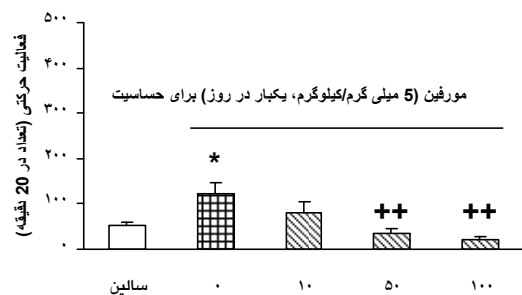 فعالیت حرکتی (تعداد در 20 دقیقه)
۵۰۰
۴۰۰
۳۰۰
۲۰۰
۱۰۰
۰
مورفین (5 میلی گرم/کیلوگرم، یکبار در روز) برای حساسیت
*
++ ++
سالین ۰ ۱۰ ۵۰ ۱۰۰